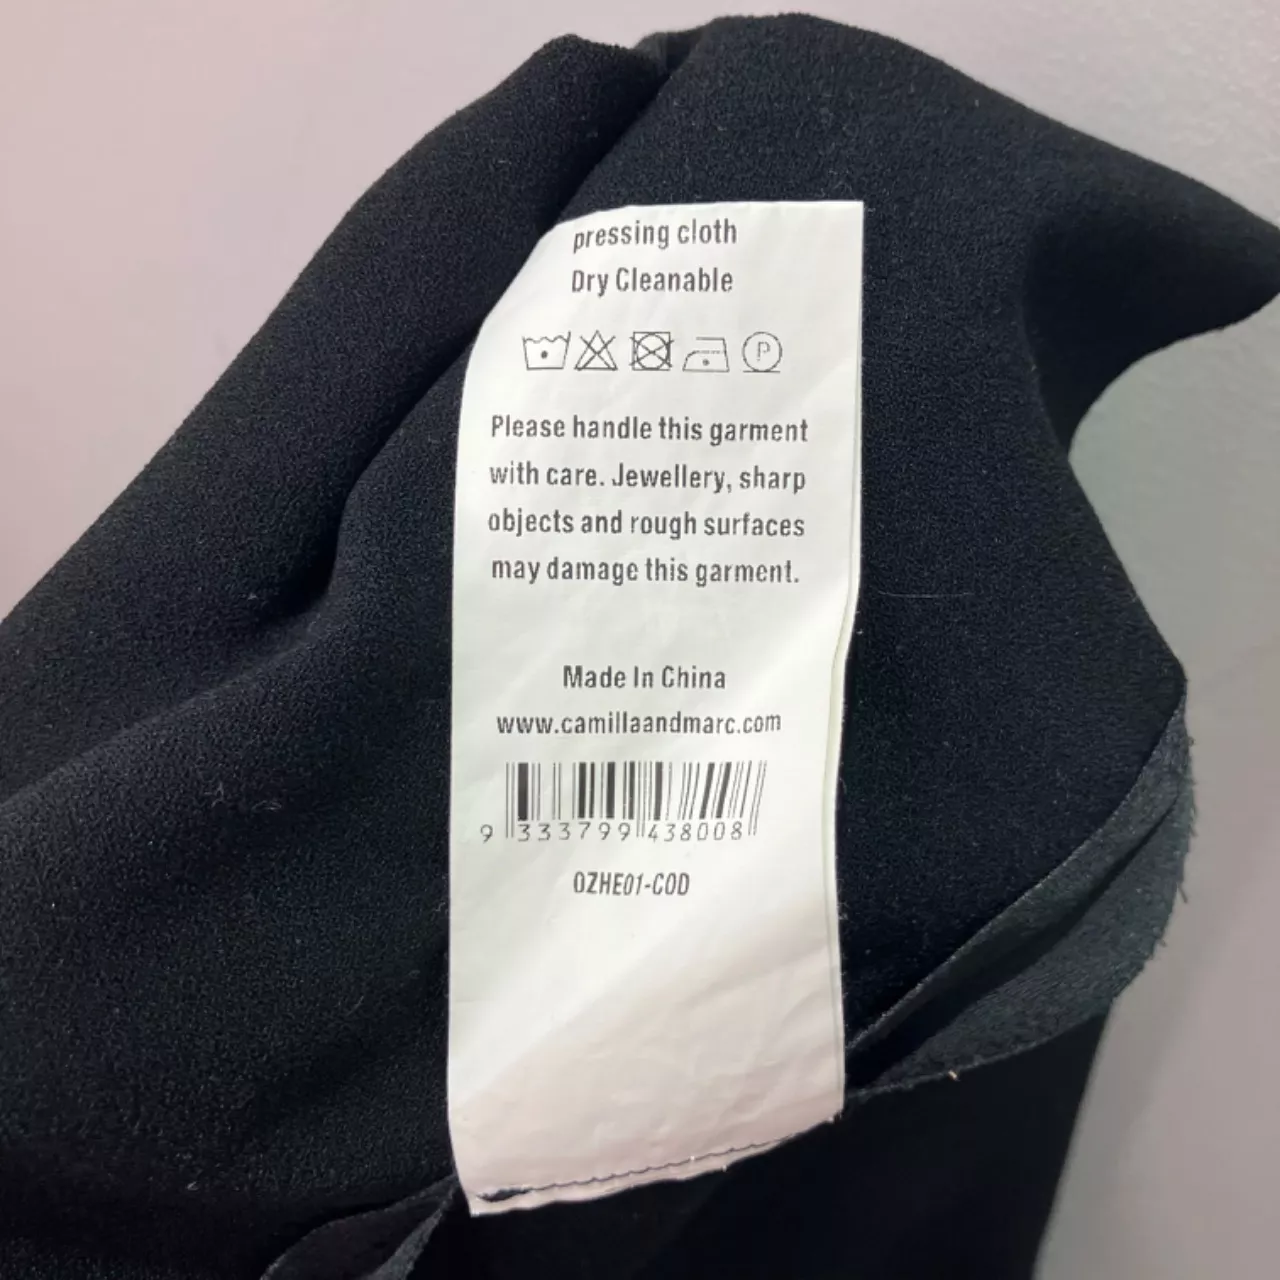 pressing cloth
Dry Cleanable
P
Please handle this garment
with care. Jewellery, sharp
objects and rough surfaces
may damage this garment.
Made In China
www.camillaandmarc.com
9 333799 438008
OZHE01-COD